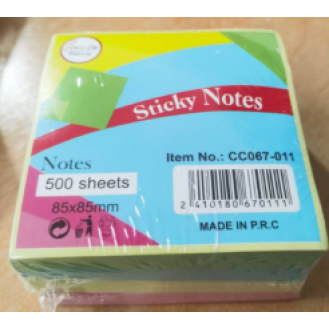 Sticky Notes
Notes
Item No.: CC067-011
500 sheets
85x85mm
2 410180 670111
MADE IN P.R.C